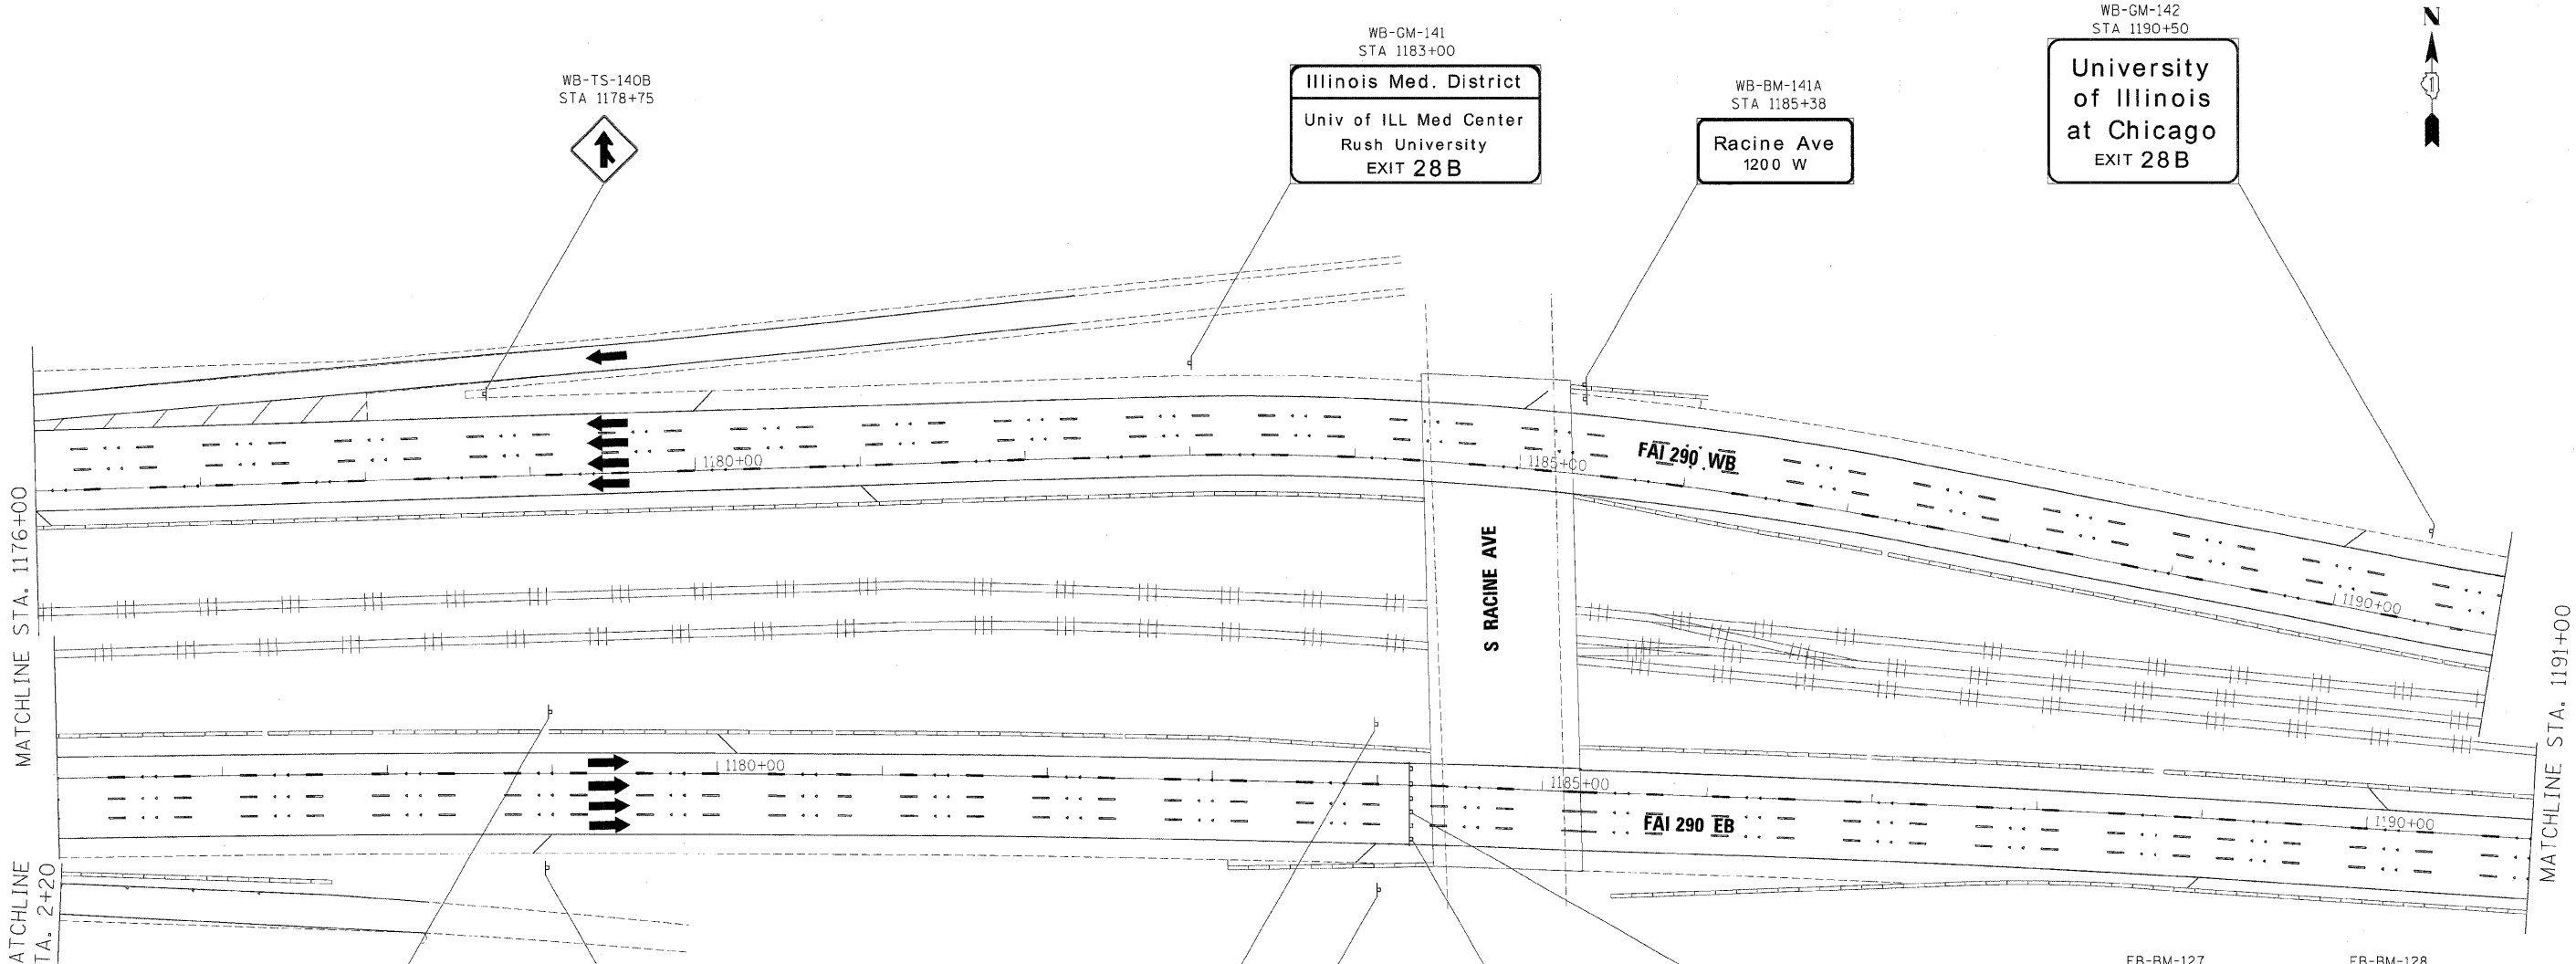 WB-GM-142
STA 1190+50
University
of Illinois
at Chicago
EXIT 28B
N
WB-GM-141
STA 1183+00
Illinois Med. District
Univ of ILL Med Center
Rush University
EXIT 28B
WB-TS-140B
STA 1178+75
WB-BM-141A
STA 1185+38
Racine Ave
1200 W
1180+00
1185+00
FAI 290 WB
1190+00
MATCHLINE STA. 1176+00
S RACINE AVE
MATCHLINE STA. 1191+00
1180+00
1185+00
FAI 290 EB
1190+00
ATCHLINE
TA. 2+20
EB-BM-127
EB-BM-128